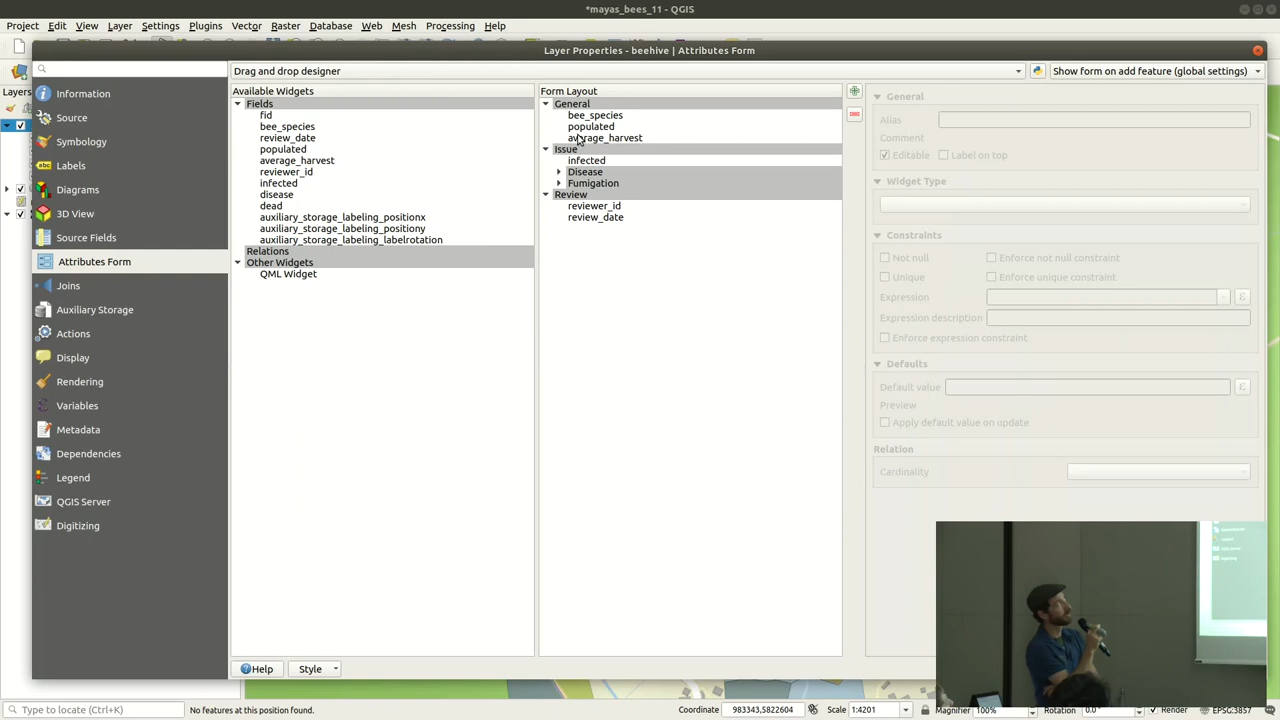 *mayas_bees_11 - QGIS
Project Edit View Layer Settings Plugins Vector Raster Database Web Mesh Processing Help
Layer Properties - beehive | Attributes Form
Drag and drop designer
Show form on add feature (global settings)
Layers
Information
Source
Symbology
abc Labels
Diagrams
3D View
Source Fields
Attributes Form
Joins
Auxiliary Storage
Actions
Display
Rendering
Variables
Metadata
Dependencies
Legend
QGIS Server
Digitizing
Available Widgets
Fields
fid
bee_species
review_date
populated
average_harvest
reviewer_id
infected
disease
dead
auxiliary_storage_labeling_positionx
auxiliary_storage_labeling_positiony
auxiliary_storage_labeling_labelrotation
Relations
Other Widgets
QML Widget
Form Layout
General
bee_species
populated
average_harvest
Issue
infected
Disease
Fumigation
Review
reviewer_id
review_date
General
Alias
Comment
Editable Label on top
Widget Type
Constraints
Not null Enforce not null constraint
Unique Enforce unique constraint
Expression
Expression description
Enforce expression constraint
Defaults
Default value
Preview
Apply default value on update
Relation
Cardinality
Help Style
Type to locate (Ctrl+K) No features at this position found. Coordinate 983343,5822604 Scale 1:4201 Magnifier 100% Rotation 0.0° Render EPSG:3857